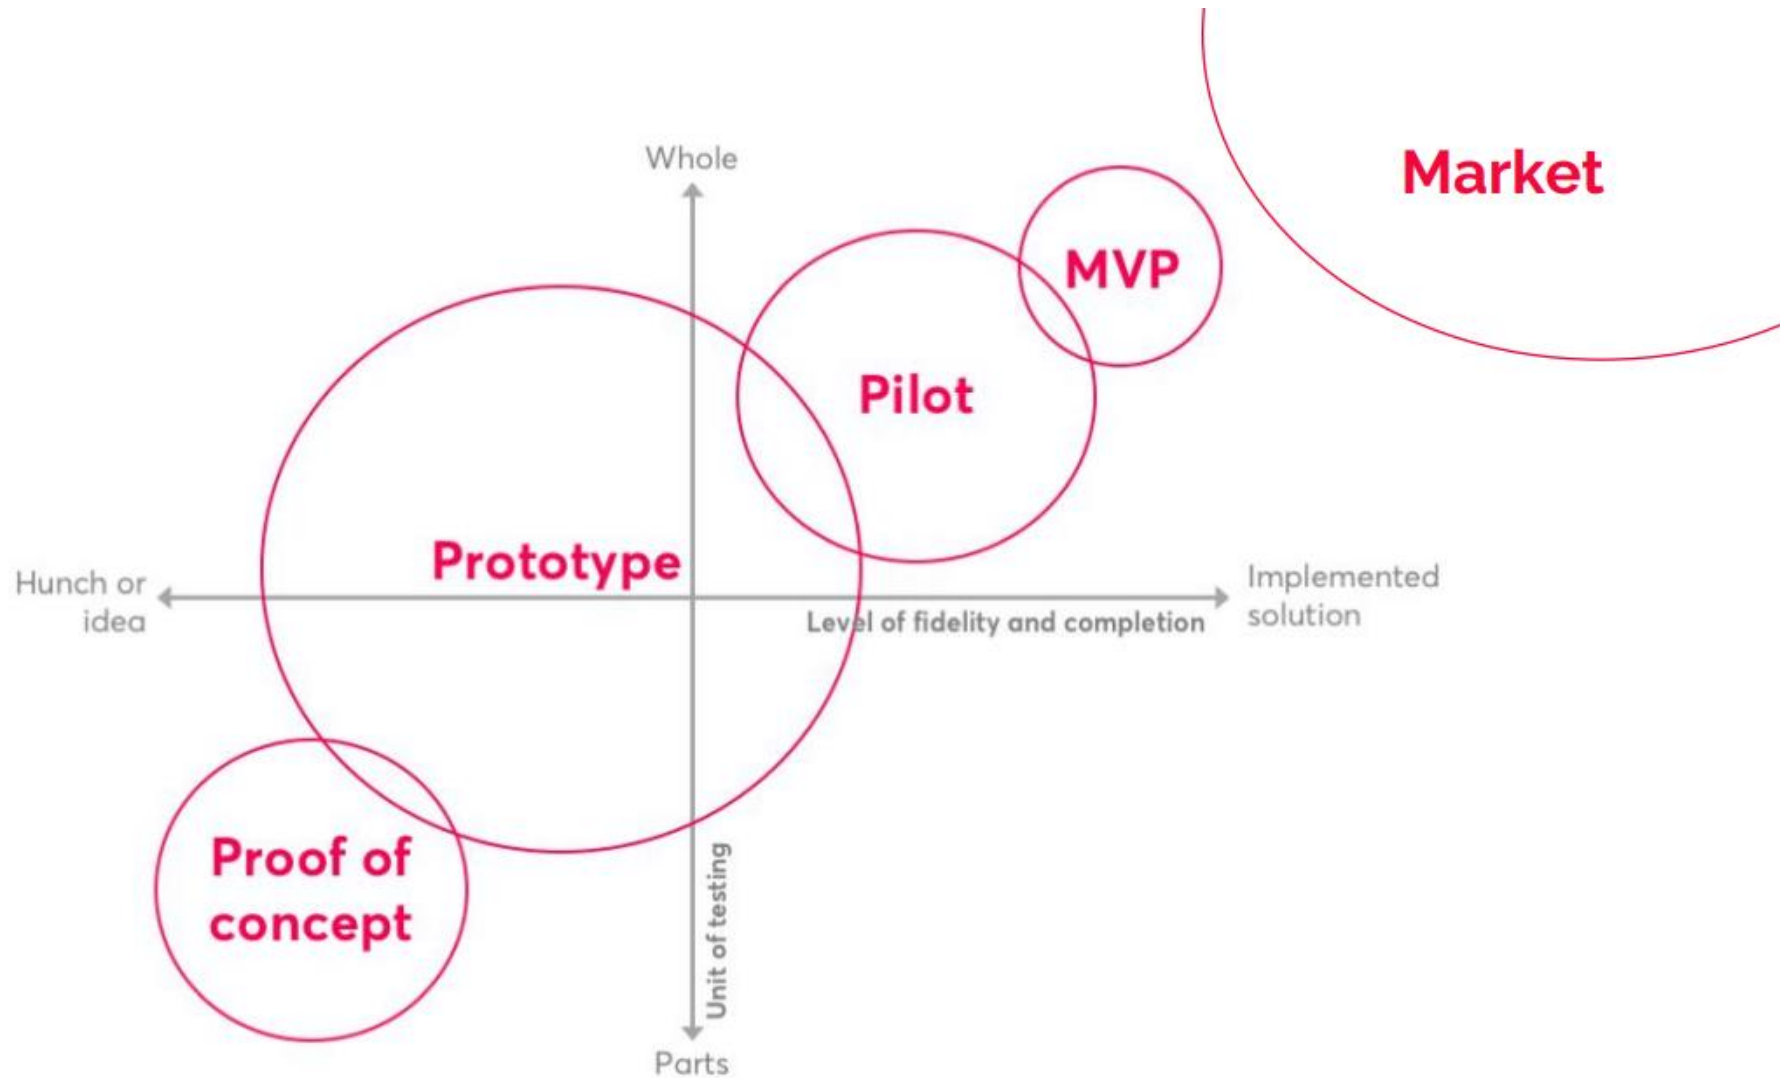 Market
Whole
MVP
Pilot
Prototype
Hunch or
idea
Implemented
solution
Level of fidelity and completion
Proof of
concept
Unit of testing
Parts